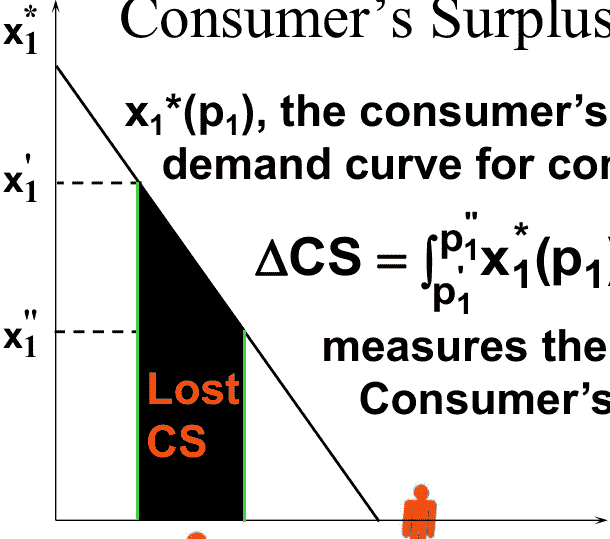 Consumer's Surplus
x₁*
x₁*(p₁), the consumer's
demand curve for
x₁'
ΔCS = ∫p₁'p₁'' x₁*(p₁)
x₁''
measures the
Consumer's
Lost
CS